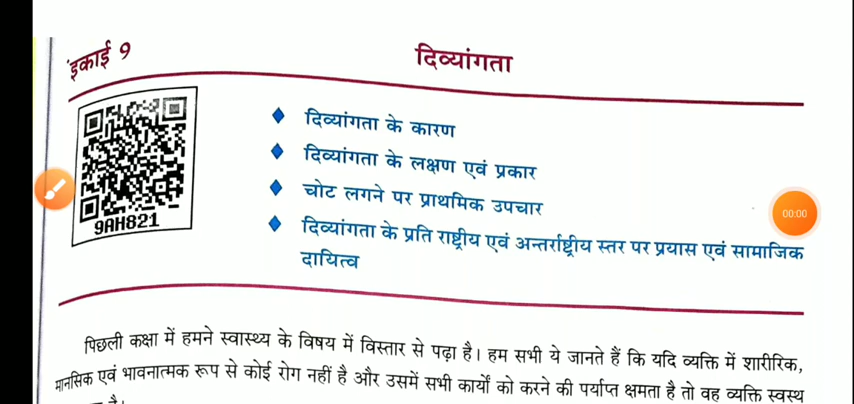 इकाई 9
दिव्यांगता
दिव्यांगता के कारण
दिव्यांगता के लक्षण एवं प्रकार
चोट लगने पर प्राथमिक उपचार
दिव्यांगता के प्रति राष्ट्रीय एवं अन्तर्राष्ट्रीय स्तर पर प्रयास एवं सामाजिक
दायित्व
9AH821
00:00
पिछली कक्षा में हमने स्वास्थ्य के विषय में विस्तार से पढ़ा है। हम सभी ये जानते हैं कि यदि व्यक्ति में शारीरिक,
मानसिक एवं भावनात्मक रूप से कोई रोग नहीं है और उसमें सभी कार्यों को करने की पर्याप्त क्षमता है तो वह व्यक्ति स्वस्थ